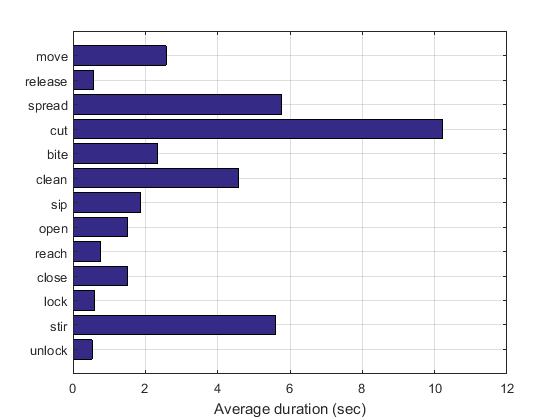 move
release
spread
cut
bite
clean
sip
open
reach
close
lock
stir
unlock
0 2 4 6 8 10 12
Average duration (sec)